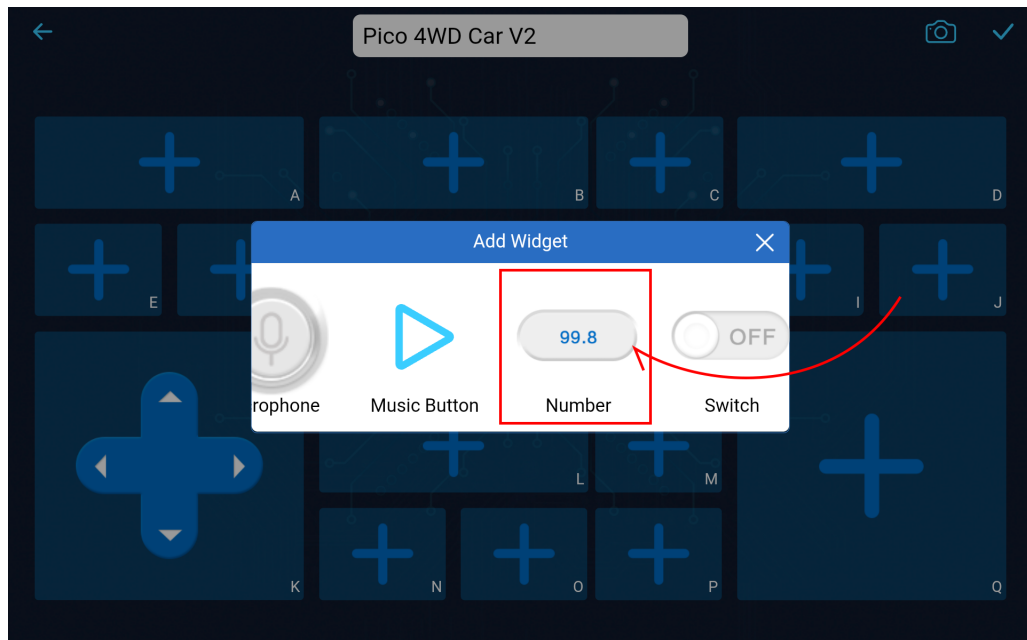 Pico 4WD Car V2
A
B
C
D
E
I
J
Add Widget
99.8
OFF
rophone
Music Button
Number
Switch
K
L
M
N
O
P
Q